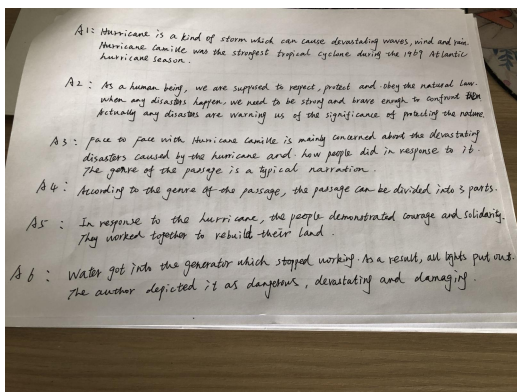 A1: Hurricane is a kind of storm which can cause devastating waves, wind and rain.
Hurricane Camille was the strongest tropical cyclone during the 1969 Atlantic
hurricane season.
A2: As a human being, we are supposed to respect, protect and obey the natural law.
when any disasters happen, we need to be strong and brave enough to confront
Actually any disasters are warning us of the significance of protecting the nature.
A3: Face to face with Hurricane Camille is mainly concerned about the devastating
disasters caused by the hurricane and how people did in response to it.
The genre of the passage is a typical narration.
A4: According to the genre of the passage, the passage can be divided into 3 parts.
A5: In response to the hurricane, the people demonstrated courage and solidarity.
They worked together to rebuild their land.
A6: Water got into the generator which stopped working. As a result, all lights put out.
The author depicted it as dangerous, devastating and damaging.